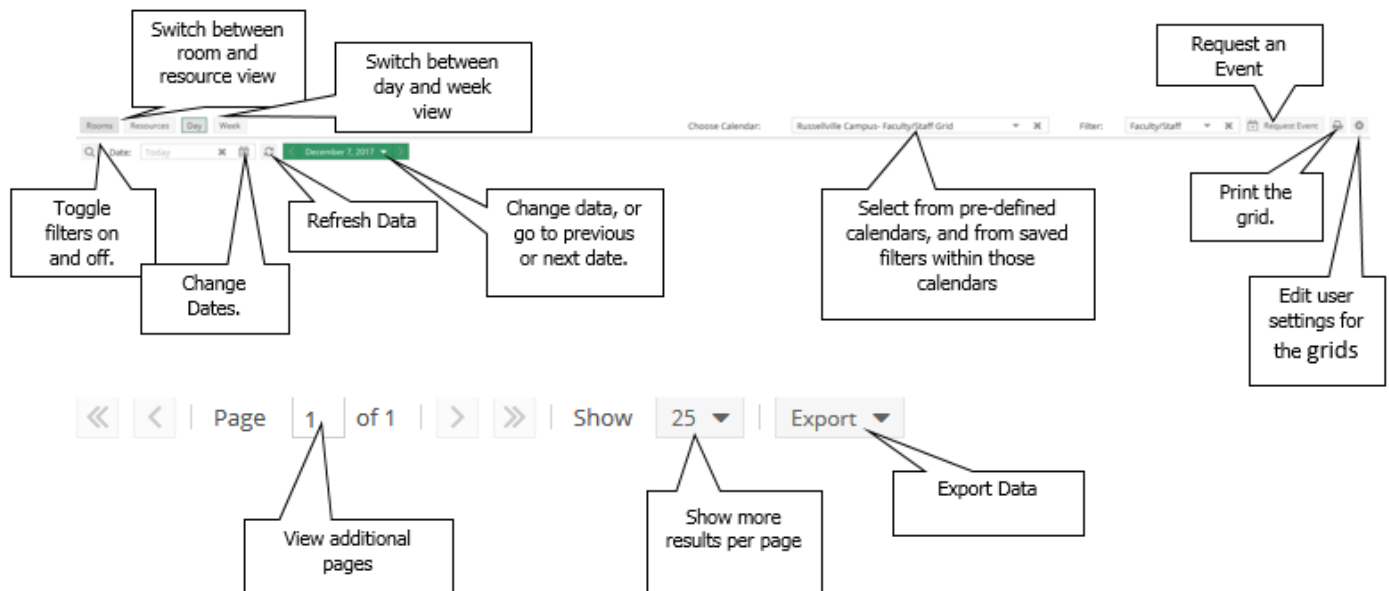 Switch between
room and
resource view
Switch between
day and week
view
Request an
Event
Rooms Resources Day Week
Choose Calendar: Russellville Campus- Faculty/Staff Grid Filter: Faculty/Staff Request Event
Date: Today December 7, 2017
Toggle
filters on
and off.
Change
Dates.
Refresh Data
Change data, or
go to previous
or next date.
Select from pre-defined
calendars, and from saved
filters within those
calendars
Print the
grid.
Edit user
settings for
the grids
Page 1 of 1 Show 25 Export
View additional
pages
Show more
results per page
Export Data